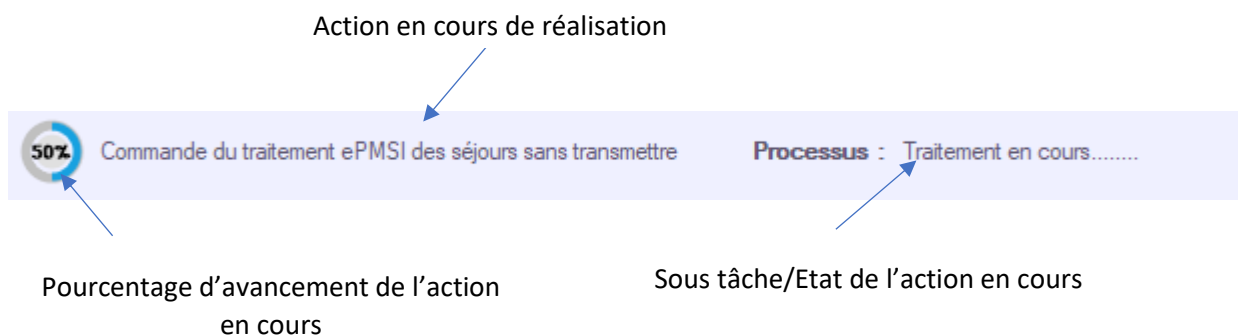 Action en cours de réalisation
50% Commande du traitement ePMSI des séjours sans transmettre Processus : Traitement en cours........
Pourcentage d’avancement de l’action
en cours
Sous tâche/Etat de l’action en cours